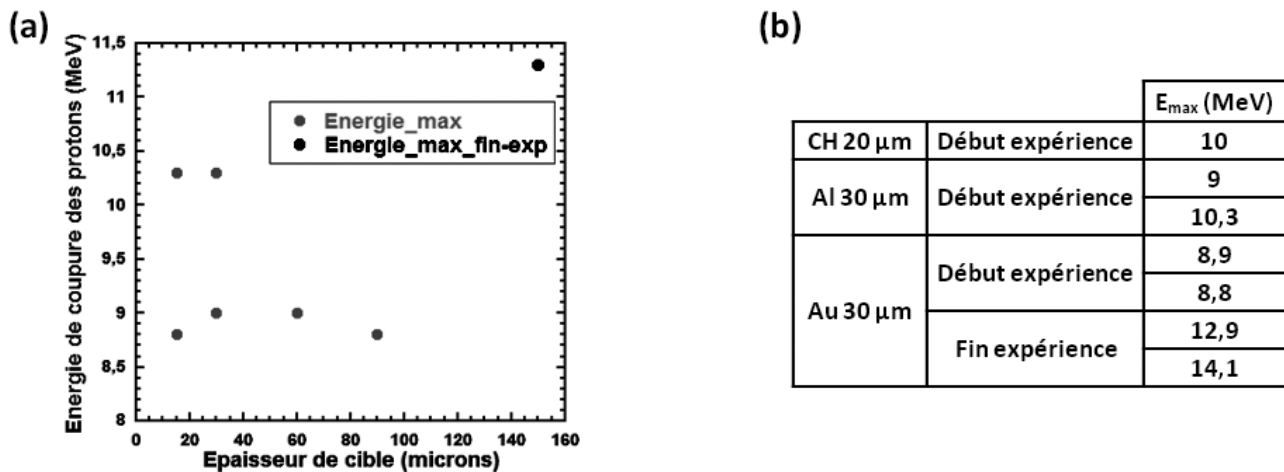 (a)
(b)
11,5
11
10,5
10
9,5
9
8,5
8
Energie de coupure des protons (MeV)
Energie_max
Energie_max_fin-exp
0 20 40 60 80 100 120 140 160
Epaisseur de cible (microns)
Emax (MeV)
CH 20 µm Début expérience 10
Al 30 µm Début expérience 9
10,3
Au 30 µm Début expérience 8,9
8,8
Fin expérience 12,9
14,1